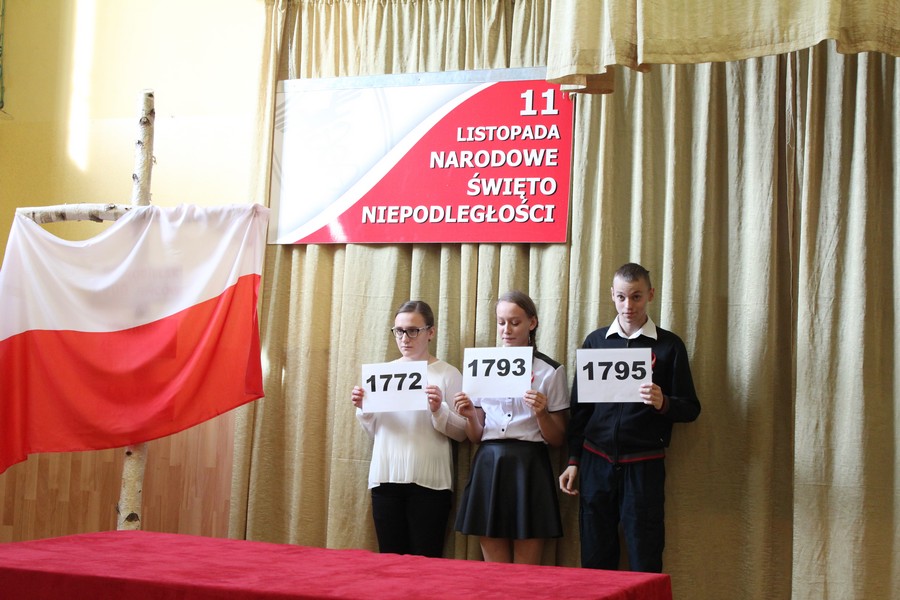 11
LISTOPADA
NARODOWE
ŚWIĘTO
NIEPODLEGŁOŚCI
1772
1793
1795